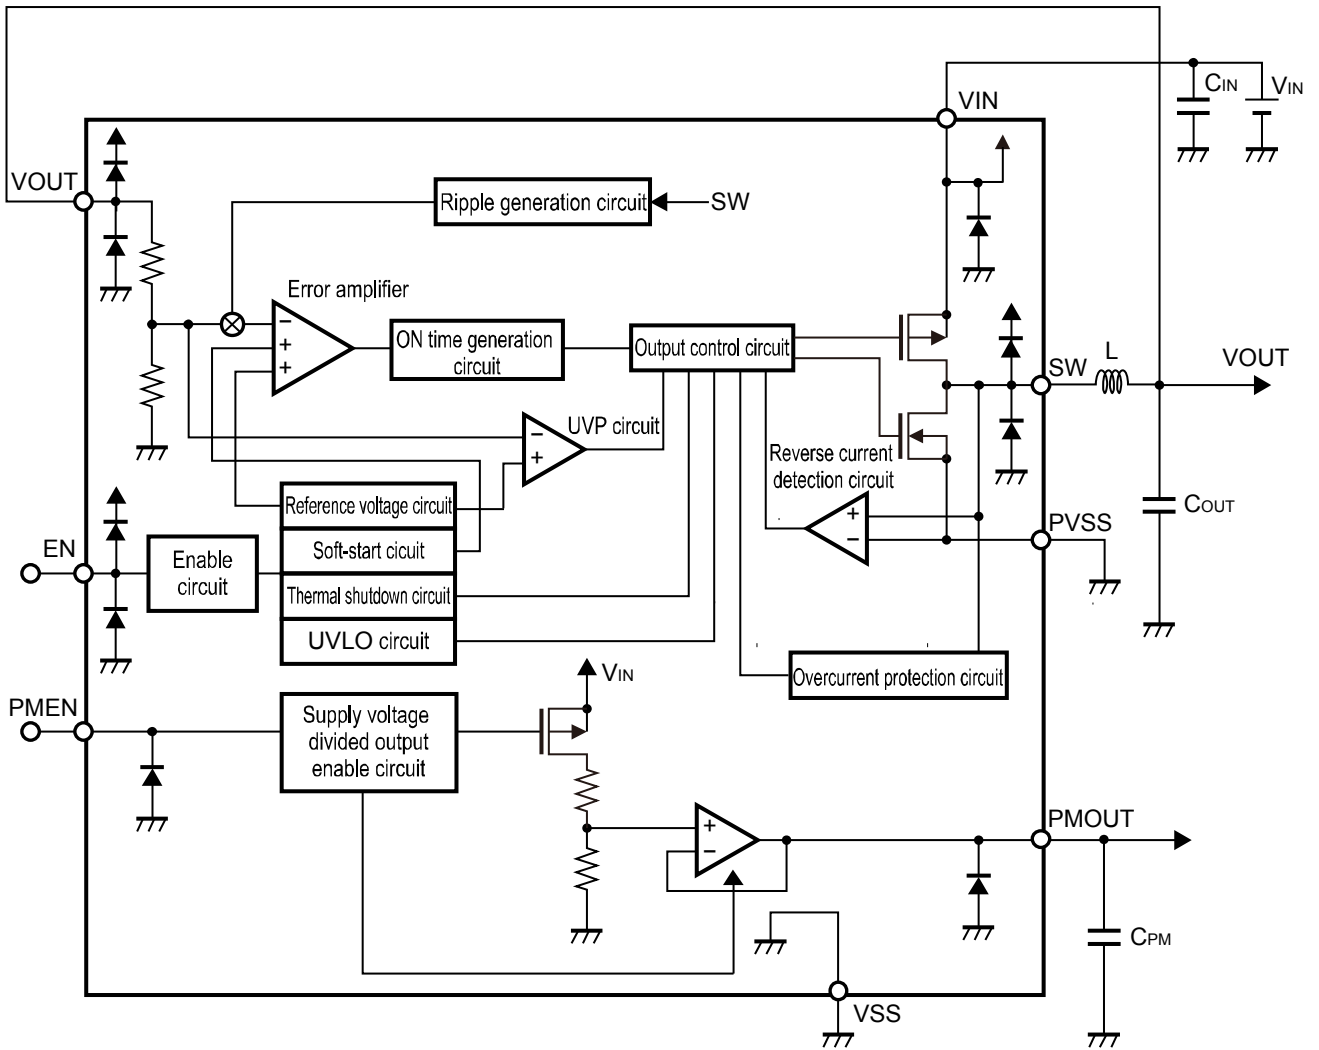 CIN
VIN
VIN
VOUT
Ripple generation circuit
SW
Error amplifier
−
+
+
ON time generation
circuit
Output control circuit
SW
L
VOUT
UVP circuit
−
+
Reverse current
detection circuit
+
−
Reference voltage circuit
Soft-start cicuit
Thermal shutdown circuit
UVLO circuit
COUT
PVSS
EN
Enable
circuit
Overcurrent protection circuit
VIN
PMEN
Supply voltage
divided output
enable circuit
+
−
PMOUT
CPM
VSS